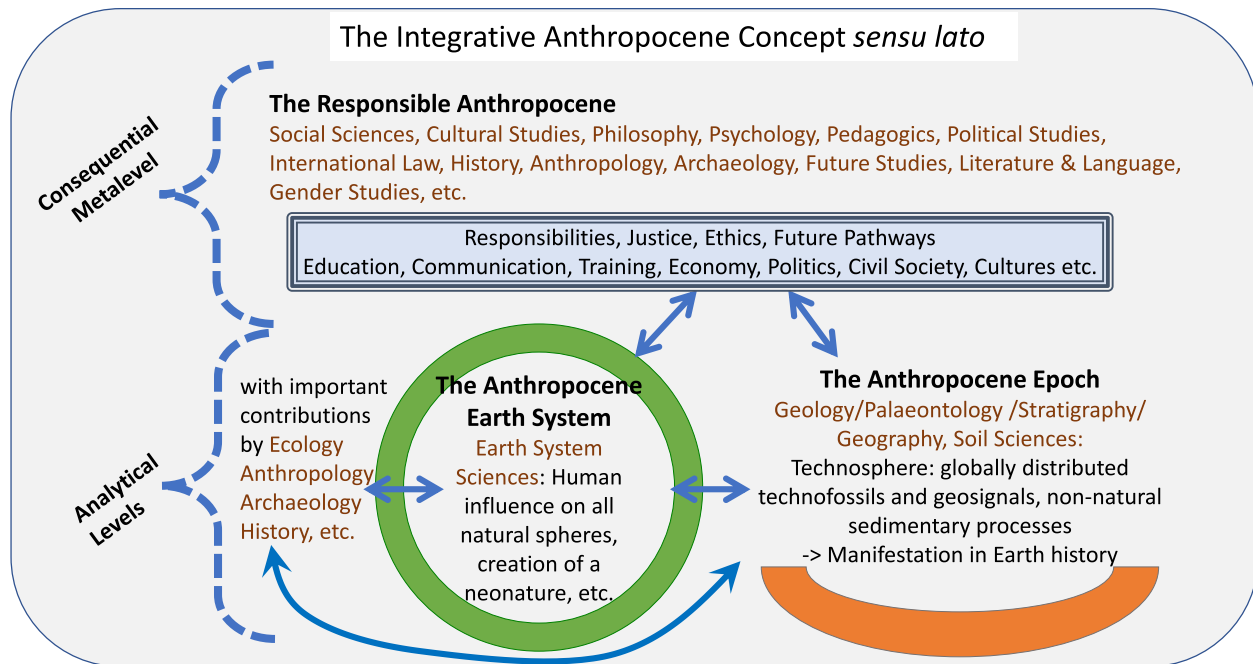 The Integrative Anthropocene Concept sensu lato
Consequential
Metalevel
The Responsible Anthropocene
Social Sciences, Cultural Studies, Philosophy, Psychology, Pedagogics, Political Studies,
International Law, History, Anthropology, Archaeology, Future Studies, Literature & Language,
Gender Studies, etc.
Responsibilities, Justice, Ethics, Future Pathways
Education, Communication, Training, Economy, Politics, Civil Society, Cultures etc.
Analytical
Levels
with important
contributions
by Ecology
Anthropology
Archaeology
History, etc.
The Anthropocene
Earth System
Earth System
Sciences: Human
influence on all
natural spheres,
creation of a
neonature, etc.
The Anthropocene Epoch
Geology/Palaeontology /Stratigraphy/
Geography, Soil Sciences:
Technosphere: globally distributed
technofossils and geosignals, non-natural
sedimentary processes
-> Manifestation in Earth history